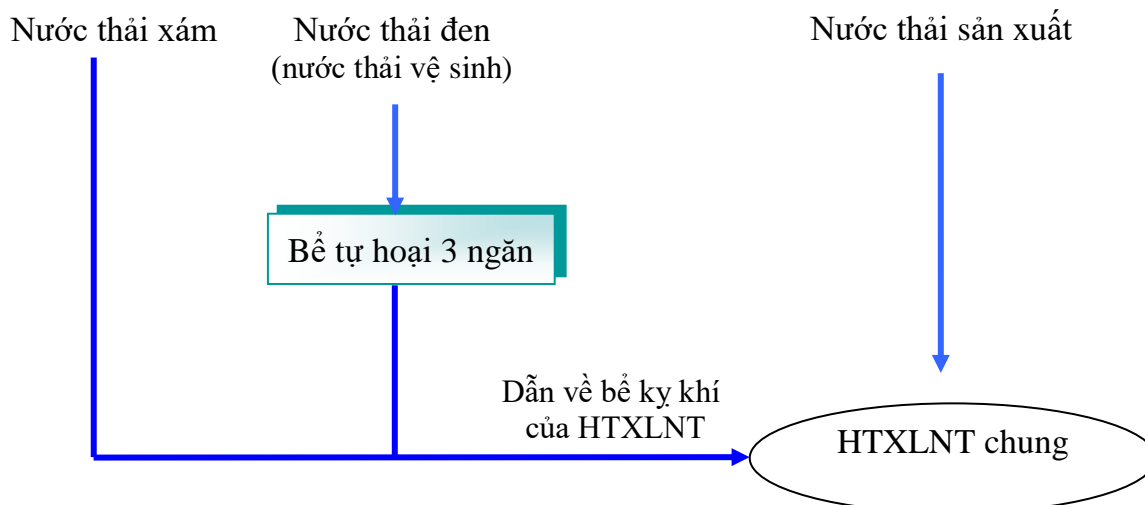 Nước thải xám
Nước thải đen
(nước thải vệ sinh)
Nước thải sản xuất
Bể tự hoại 3 ngăn
Dẫn về bể kỵ khí
của HTXLNT
HTXLNT chung